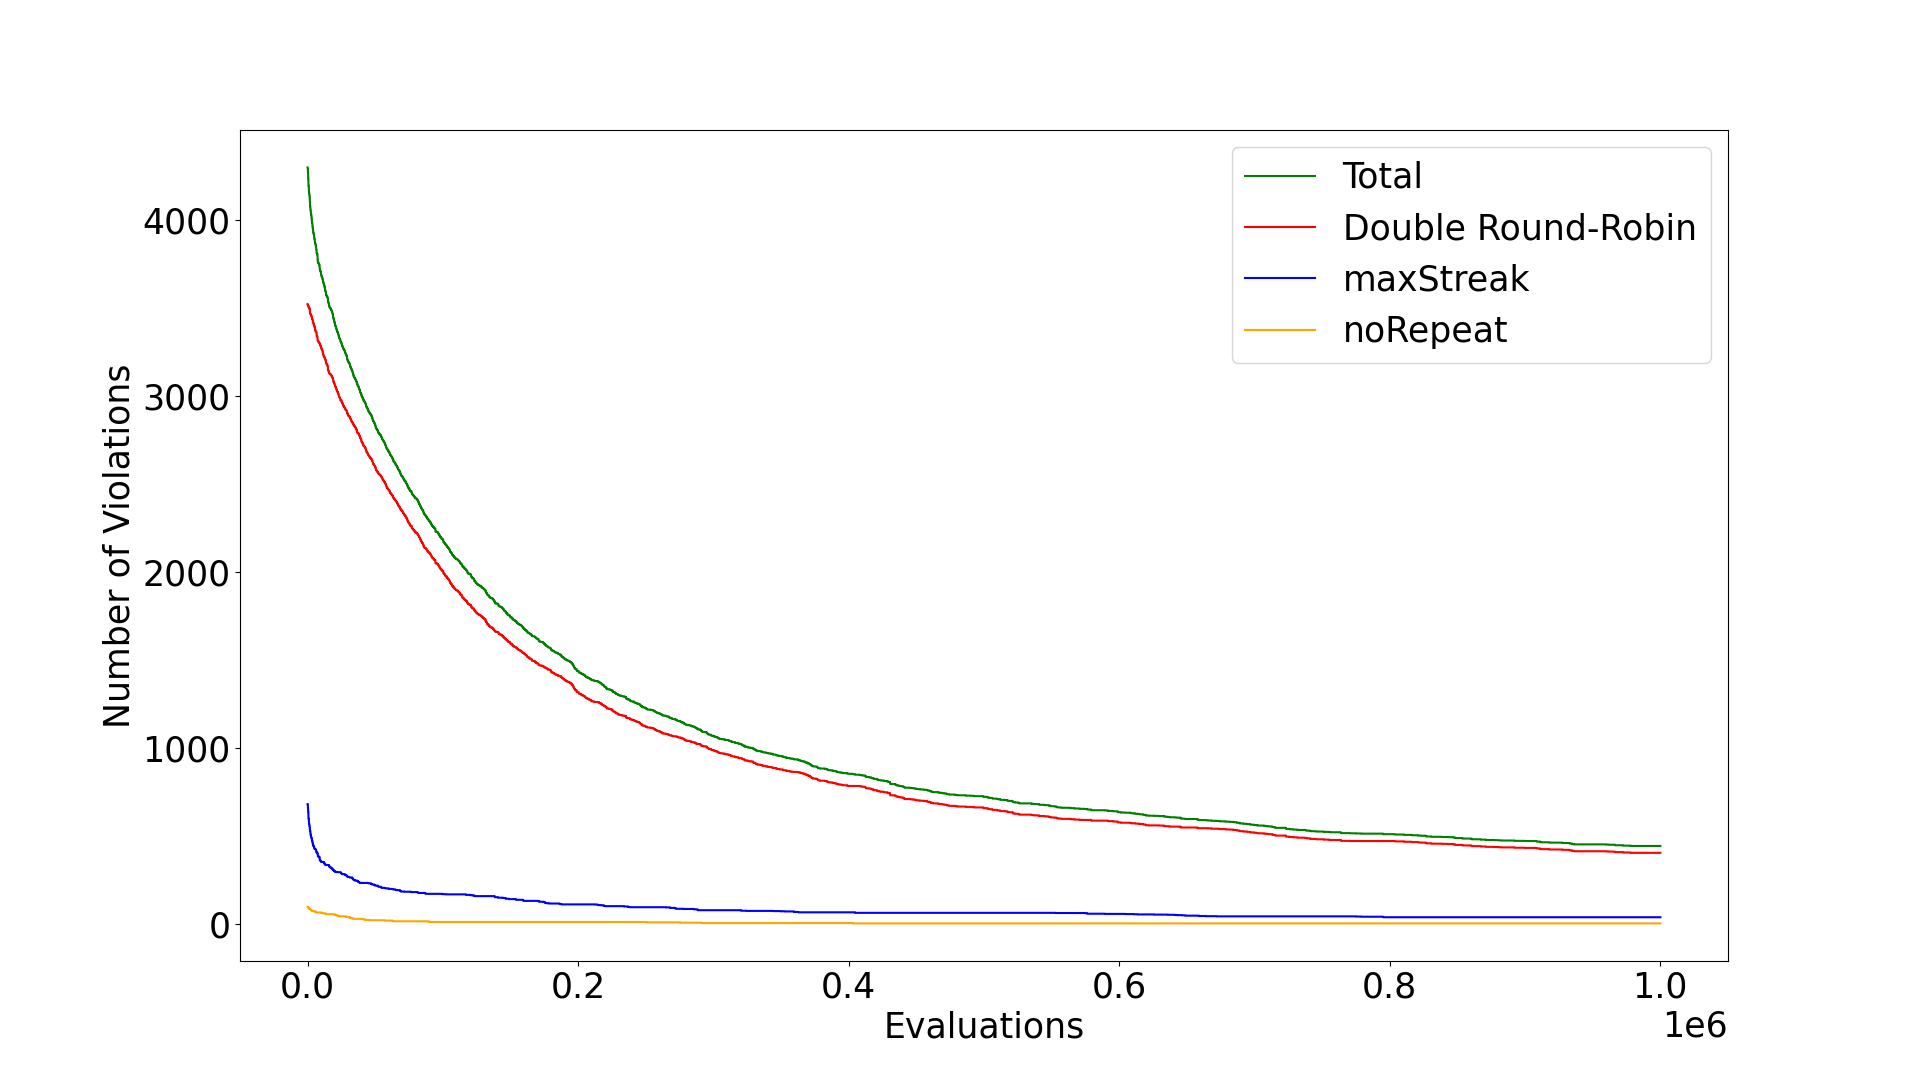 Total
Double Round-Robin
maxStreak
noRepeat
Number of Violations
4000
3000
2000
1000
0
0.0 0.2 0.4 0.6 0.8 1.0
Evaluations
1e6